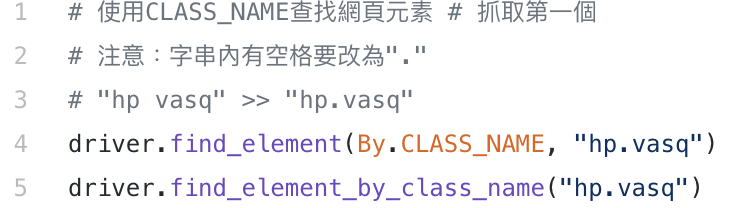 1 # 使用CLASS_NAME查找網頁元素 # 抓取第一個
2 # 注意：字串內有空格要改為"."
3 # "hp vasq" >> "hp.vasq"
4 driver.find_element(By.CLASS_NAME, "hp.vasq")
5 driver.find_element_by_class_name("hp.vasq")